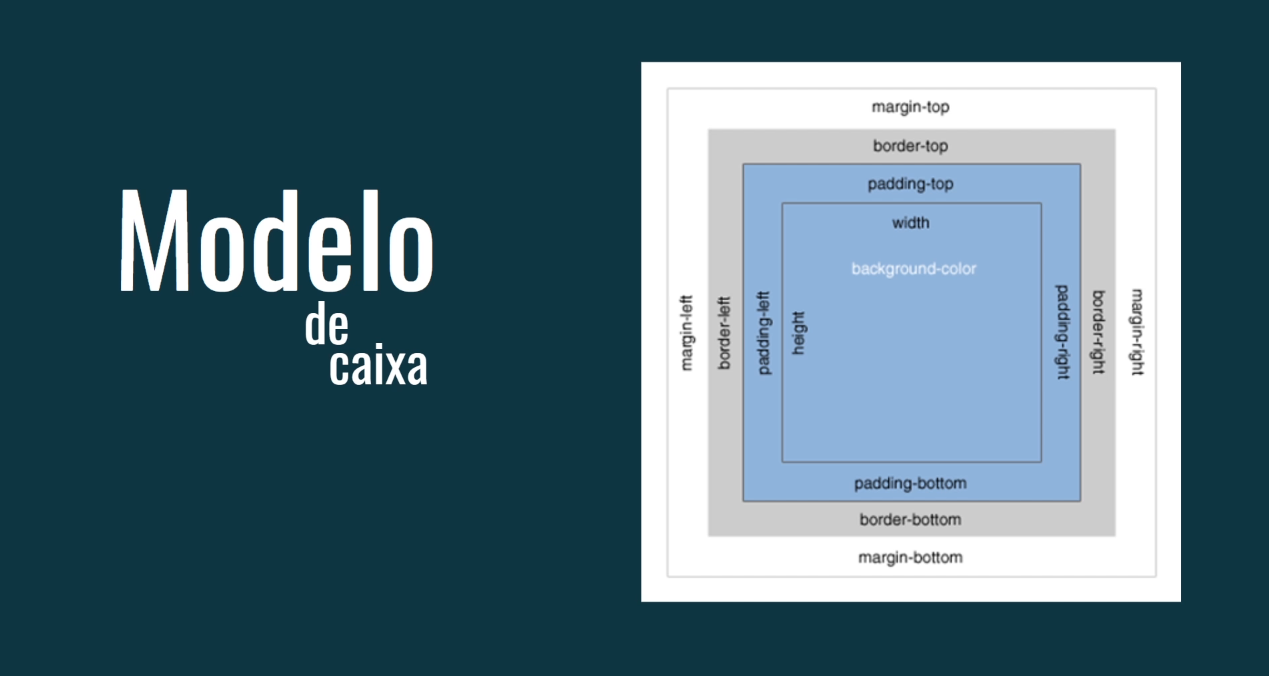 Modelo
de
caixa
margin-top
border-top
padding-top
width
background-color
margin-left
border-left
padding-left
height
padding-right
border-right
margin-right
padding-bottom
border-bottom
margin-bottom